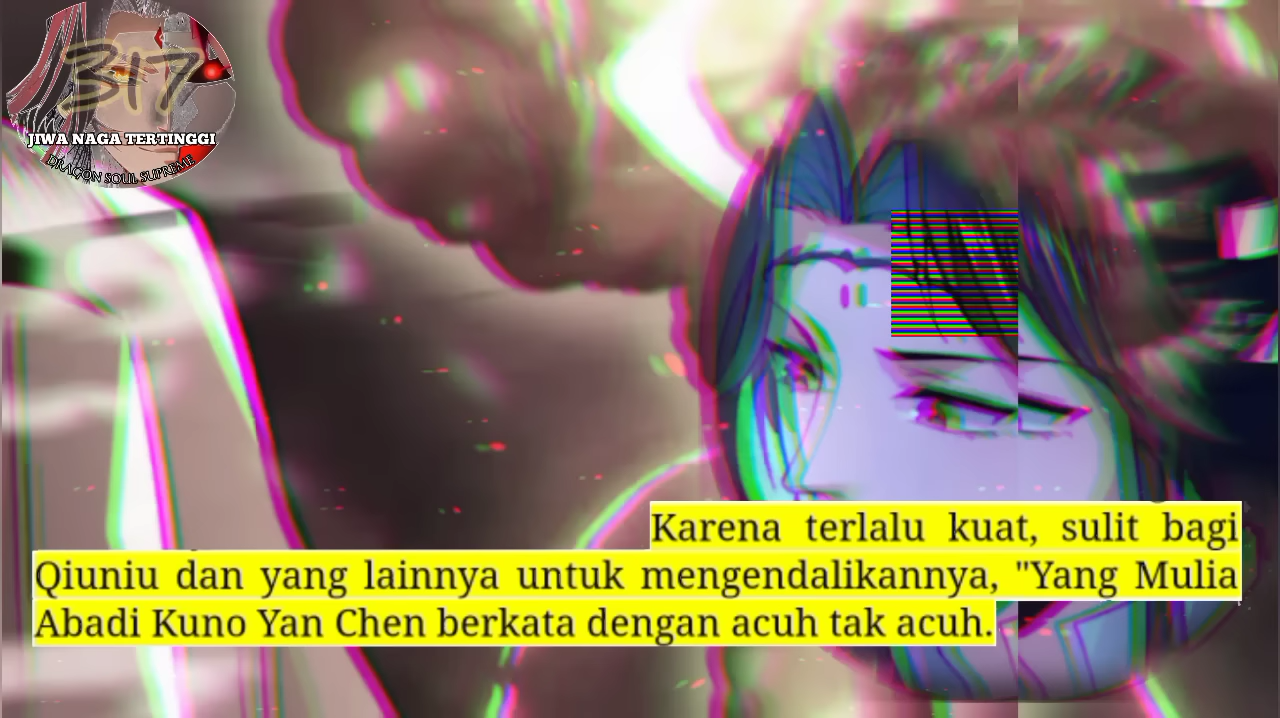 317
JIWA NAGA TERTINGGI
DRAGON SOUL SUPREME
Karena terlalu kuat, sulit bagi
Qiuniu dan yang lainnya untuk mengendalikannya, "Yang Mulia
Abadi Kuno Yan Chen berkata dengan acuh tak acuh.